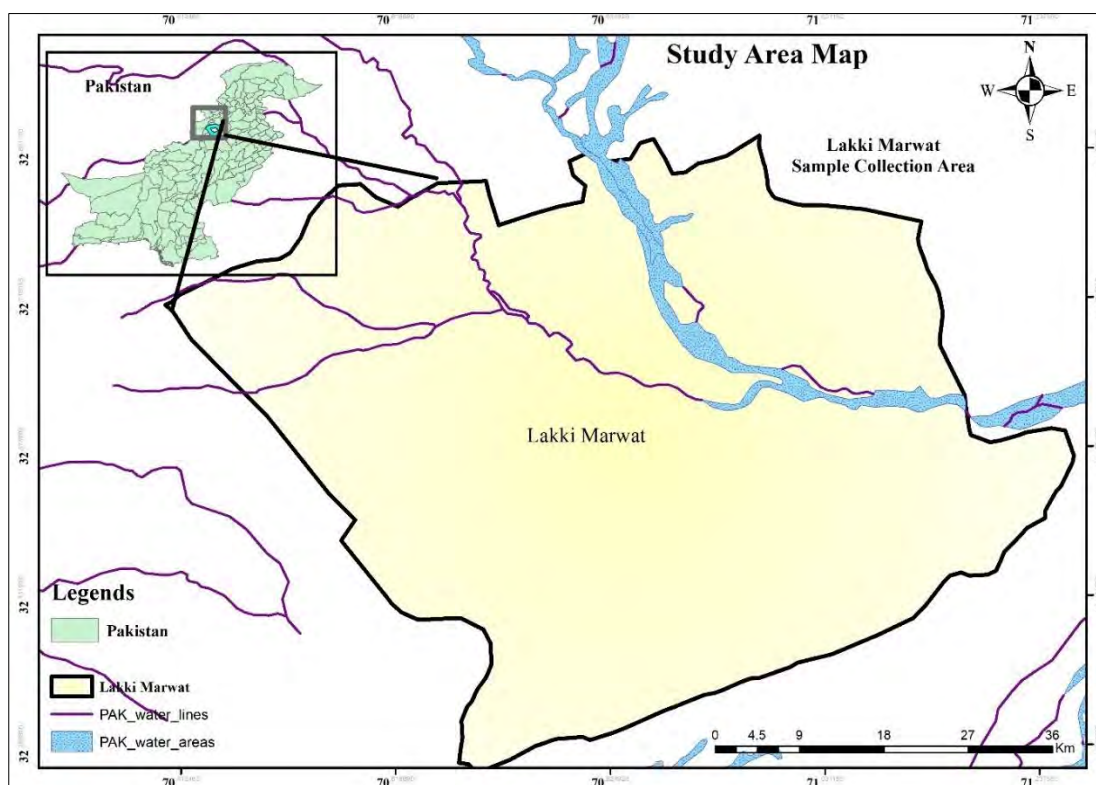 70 70 70 71 71
Study Area Map
Pakistan
N
W E
S
Lakki Marwat
Sample Collection Area
32
32
32
32
32
Lakki Marwat
Legends
Pakistan
Lakki Marwat
PAK_water_lines
PAK_water_areas
0 4.5 9 18 27 36
Km
70 70 70 71 71